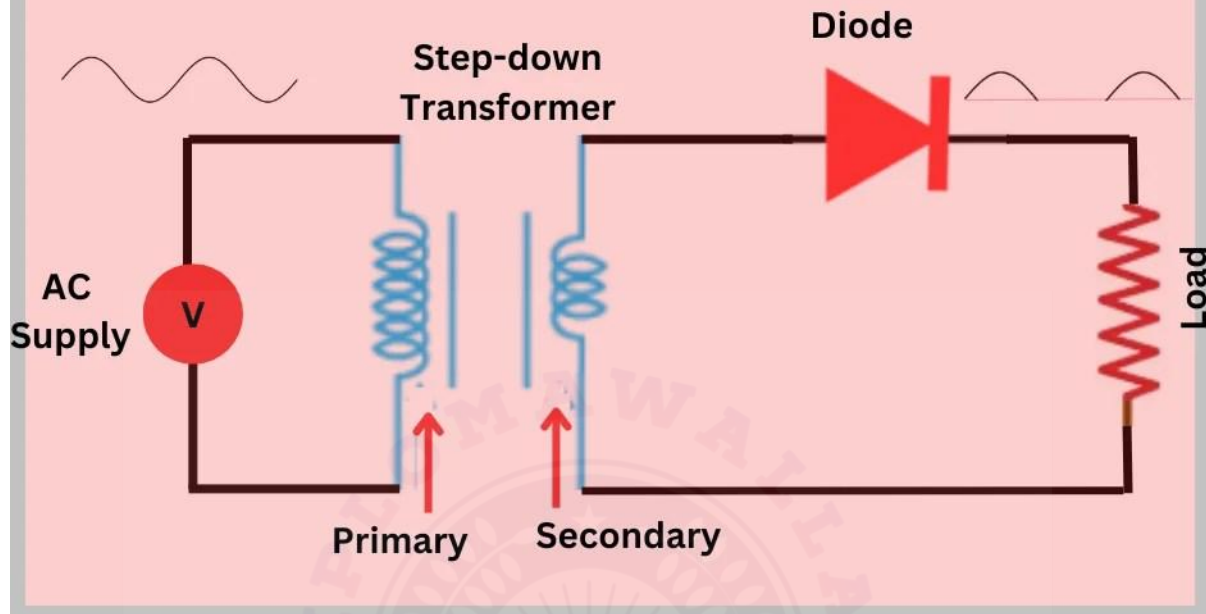 Diode
Step-down
Transformer
AC
Supply
V
Load
Primary
Secondary